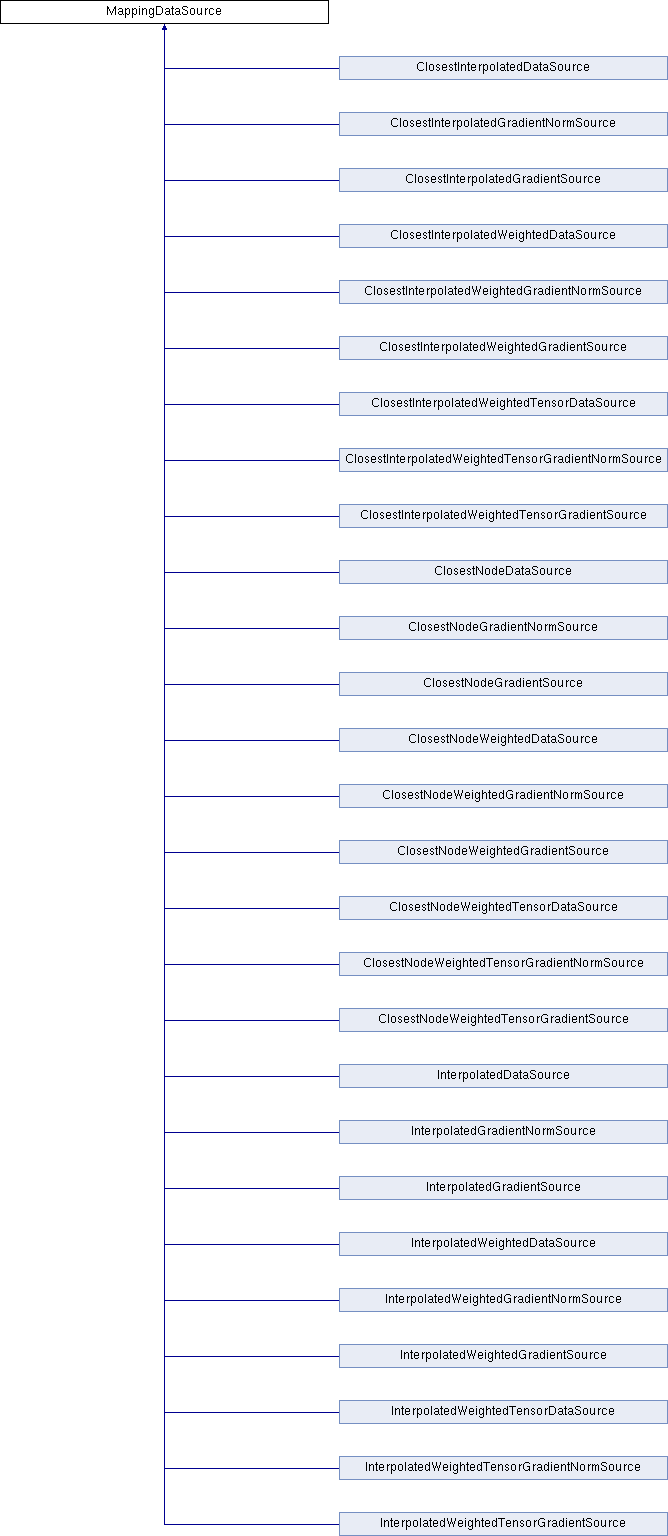 MappingDataSource
ClosestInterpolatedDataSource
ClosestInterpolatedGradientNormSource
ClosestInterpolatedGradientSource
ClosestInterpolatedWeightedDataSource
ClosestInterpolatedWeightedGradientNormSource
ClosestInterpolatedWeightedGradientSource
ClosestInterpolatedWeightedTensorDataSource
ClosestInterpolatedWeightedTensorGradientNormSource
ClosestInterpolatedWeightedTensorGradientSource
ClosestNodeDataSource
ClosestNodeGradientNormSource
ClosestNodeGradientSource
ClosestNodeWeightedDataSource
ClosestNodeWeightedGradientNormSource
ClosestNodeWeightedGradientSource
ClosestNodeWeightedTensorDataSource
ClosestNodeWeightedTensorGradientNormSource
ClosestNodeWeightedTensorGradientSource
InterpolatedDataSource
InterpolatedGradientNormSource
InterpolatedGradientSource
InterpolatedWeightedDataSource
InterpolatedWeightedGradientNormSource
InterpolatedWeightedGradientSource
InterpolatedWeightedTensorDataSource
InterpolatedWeightedTensorGradientNormSource
InterpolatedWeightedTensorGradientSource